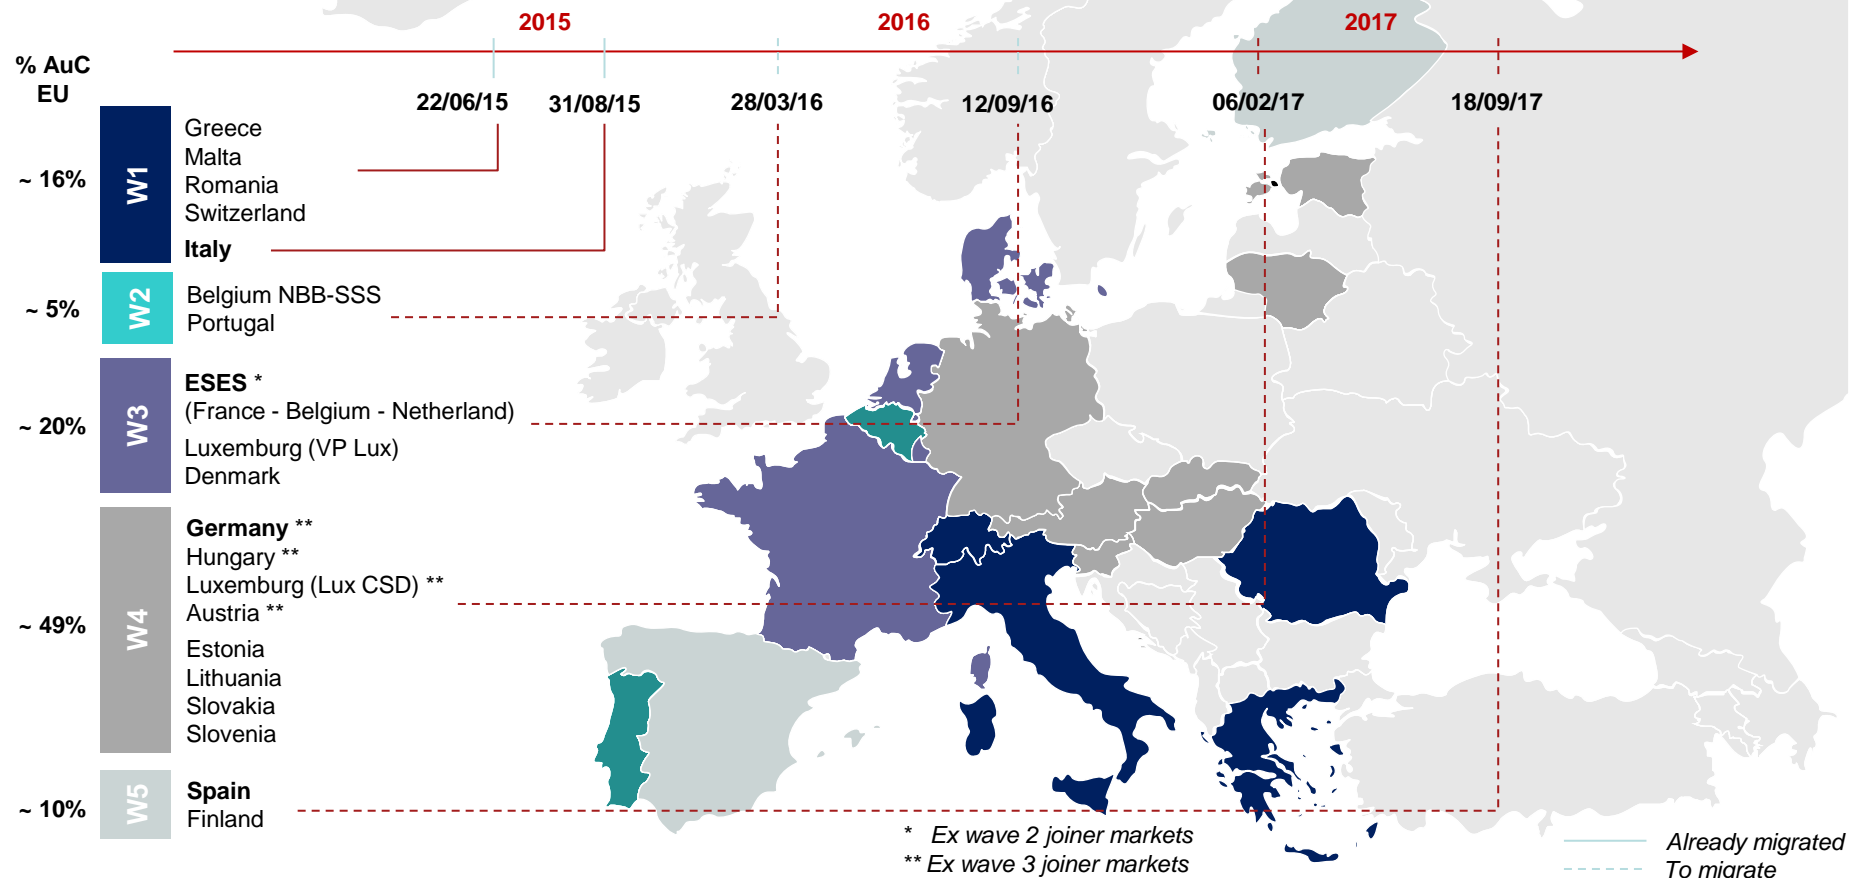 2015 2016 2017
% AuC
EU
22/06/15 31/08/15 28/03/16 12/09/16 06/02/17 18/09/17
~ 16%
W1
Greece
Malta
Romania
Switzerland
Italy
~ 5%
W2
Belgium NBB-SSS
Portugal
~ 20%
W3
ESES *
(France - Belgium - Netherland)
Luxemburg (VP Lux)
Denmark
~ 49%
W4
Germany **
Hungary **
Luxemburg (Lux CSD) **
Austria **
Estonia
Lithuania
Slovakia
Slovenia
~ 10%
W5
Spain
Finland
* Ex wave 2 joiner markets
** Ex wave 3 joiner markets
Already migrated
To migrate